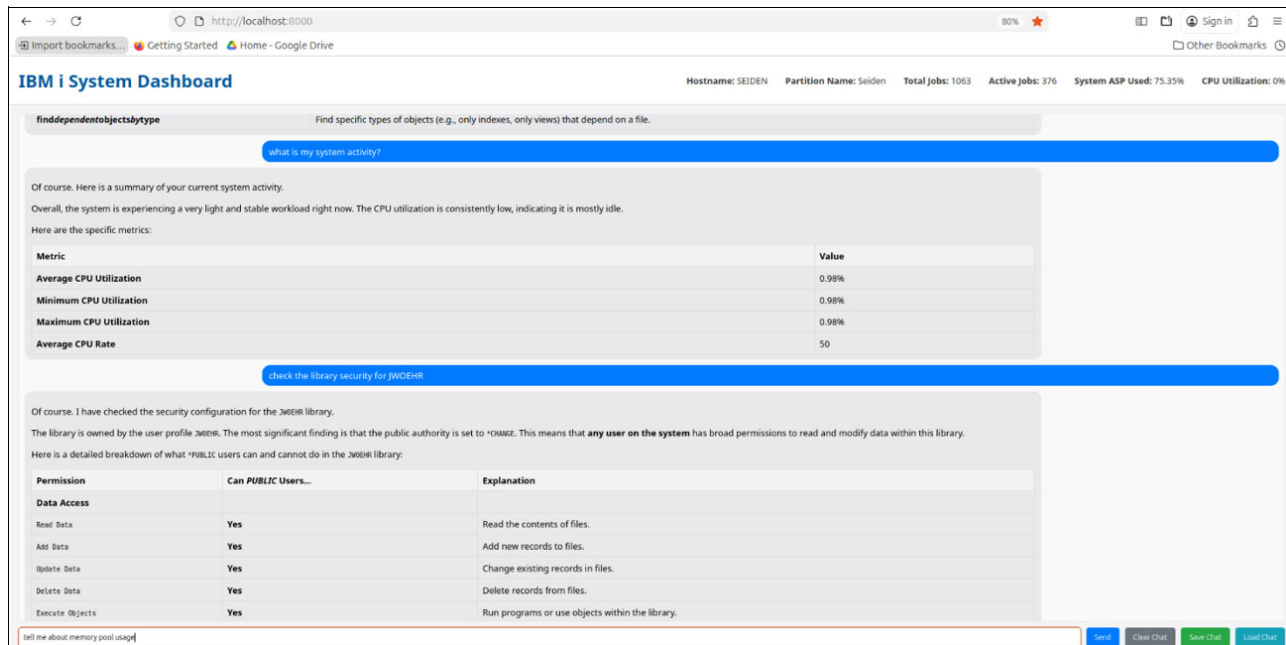 http://localhost:8000
80%
Sign in
Import bookmarks...
Getting Started
Home - Google Drive
Other Bookmarks
IBM i System Dashboard
Hostname: SEIDEN Partition Name: Seiden Total Jobs: 1063 Active Jobs: 376 System ASP Used: 75.35% CPU Utilization: 0%
finddependentobjectsbytype Find specific types of objects (e.g., only indexes, only views) that depend on a file.
what is my system activity?
Of course. Here is a summary of your current system activity.
Overall, the system is experiencing a very light and stable workload right now. The CPU utilization is consistently low, indicating it is mostly idle.
Here are the specific metrics:
Metric Value
Average CPU Utilization 0.98%
Minimum CPU Utilization 0.98%
Maximum CPU Utilization 0.98%
Average CPU Rate 50
check the library security for JWOEHR
Of course. I have checked the security configuration for the JWOEHR library.
The library is owned by the user profile JWOEHR. The most significant finding is that the public authority is set to *CHANGE. This means that any user on the system has broad permissions to read and modify data within this library.
Here is a detailed breakdown of what *PUBLIC users can and cannot do in the JWOEHR library:
Permission Can PUBLIC Users... Explanation
Data Access
Read Data Yes Read the contents of files.
Add Data Yes Add new records to files.
Update Data Yes Change existing records in files.
Delete Data Yes Delete records from files.
Execute Objects Yes Run programs or use objects within the library.
tell me about memory pool usage
Send
Clear Chat
Save Chat
Load Chat